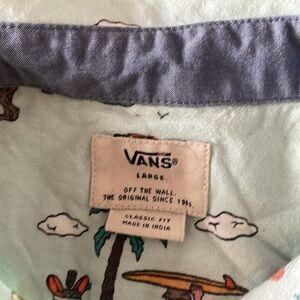 VANS®
LARGE
OFF THE WALL.
THE ORIGINAL SINCE 1966.
CLASSIC FIT
MADE IN INDIA